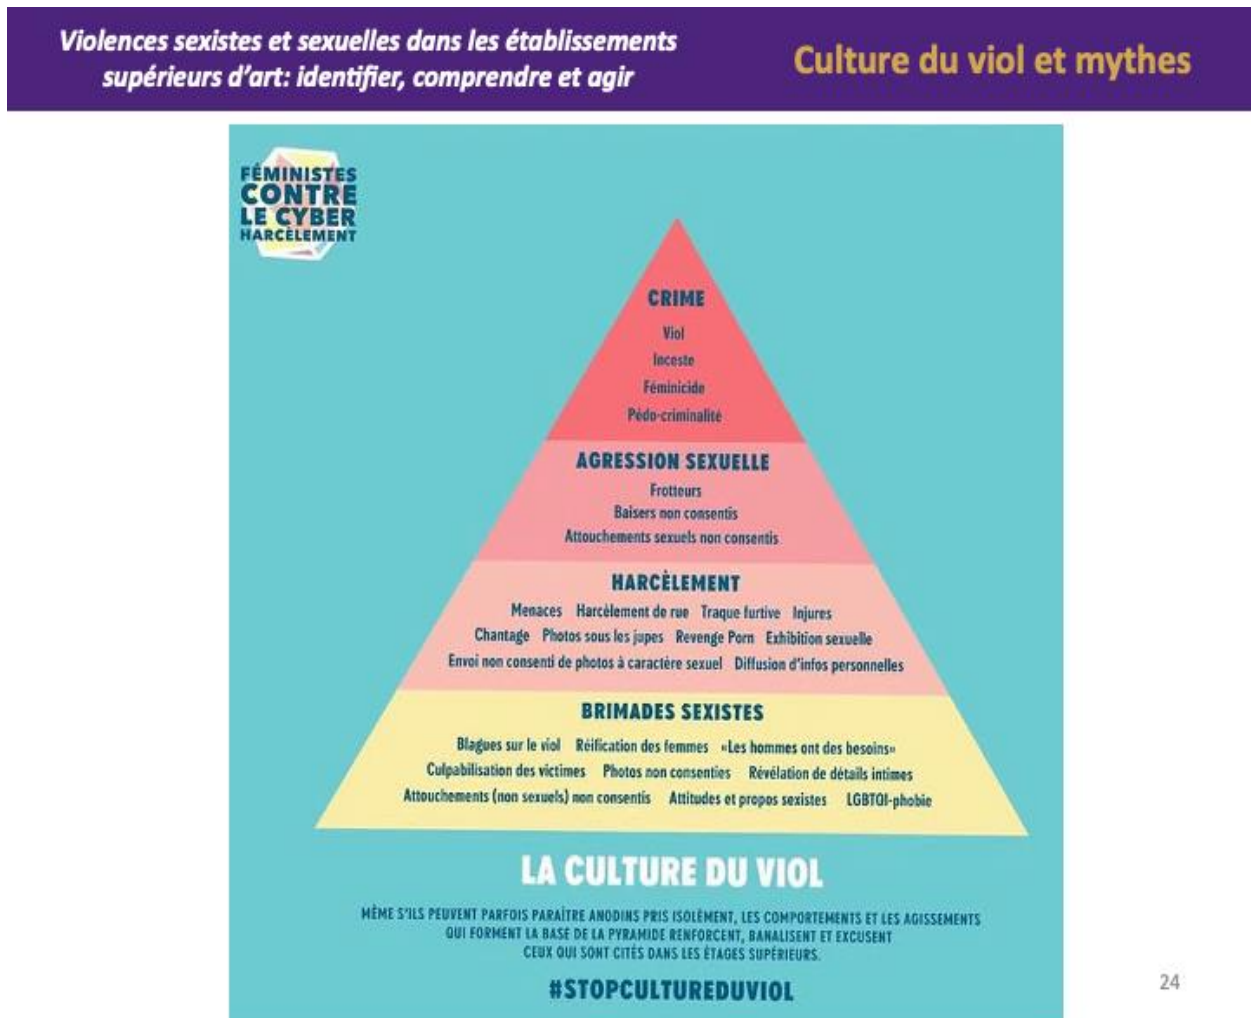 Violences sexistes et sexuelles dans les établissements
supérieurs d'art: identifier, comprendre et agir
Culture du viol et mythes
FÉMINISTES
CONTRE
LE CYBER
HARCÈLEMENT
CRIME
Viol
Inceste
Féminicide
Pédo-criminalité
AGRESSION SEXUELLE
Frotteurs
Baisers non consentis
Attouchements sexuels non consentis
HARCÈLEMENT
Menaces Harcèlement de rue Traque furtive Injures
Chantage Photos sous les jupes Revenge Porn Exhibition sexuelle
Envoi non consenti de photos à caractère sexuel Diffusion d'infos personnelles
BRIMADES SEXISTES
Blagues sur le viol Réification des femmes «Les hommes ont des besoins»
Culpabilisation des victimes Photos non consenties Révélation de détails intimes
Attouchements (non sexuels) non consentis Attitudes et propos sexistes LGBTQI-phobie
LA CULTURE DU VIOL
MÊME S'ILS PEUVENT PARFOIS PARAÎTRE ANODINS PRIS ISOLÉMENT, LES COMPORTEMENTS ET LES AGISSEMENTS
QUI FORMENT LA BASE DE LA PYRAMIDE RENFORCENT, BANALISENT ET EXCUSENT
CEUX QUI SONT CITÉS DANS LES ÉTAGES SUPÉRIEURS.
#STOPCULTUREDUVIOL
24